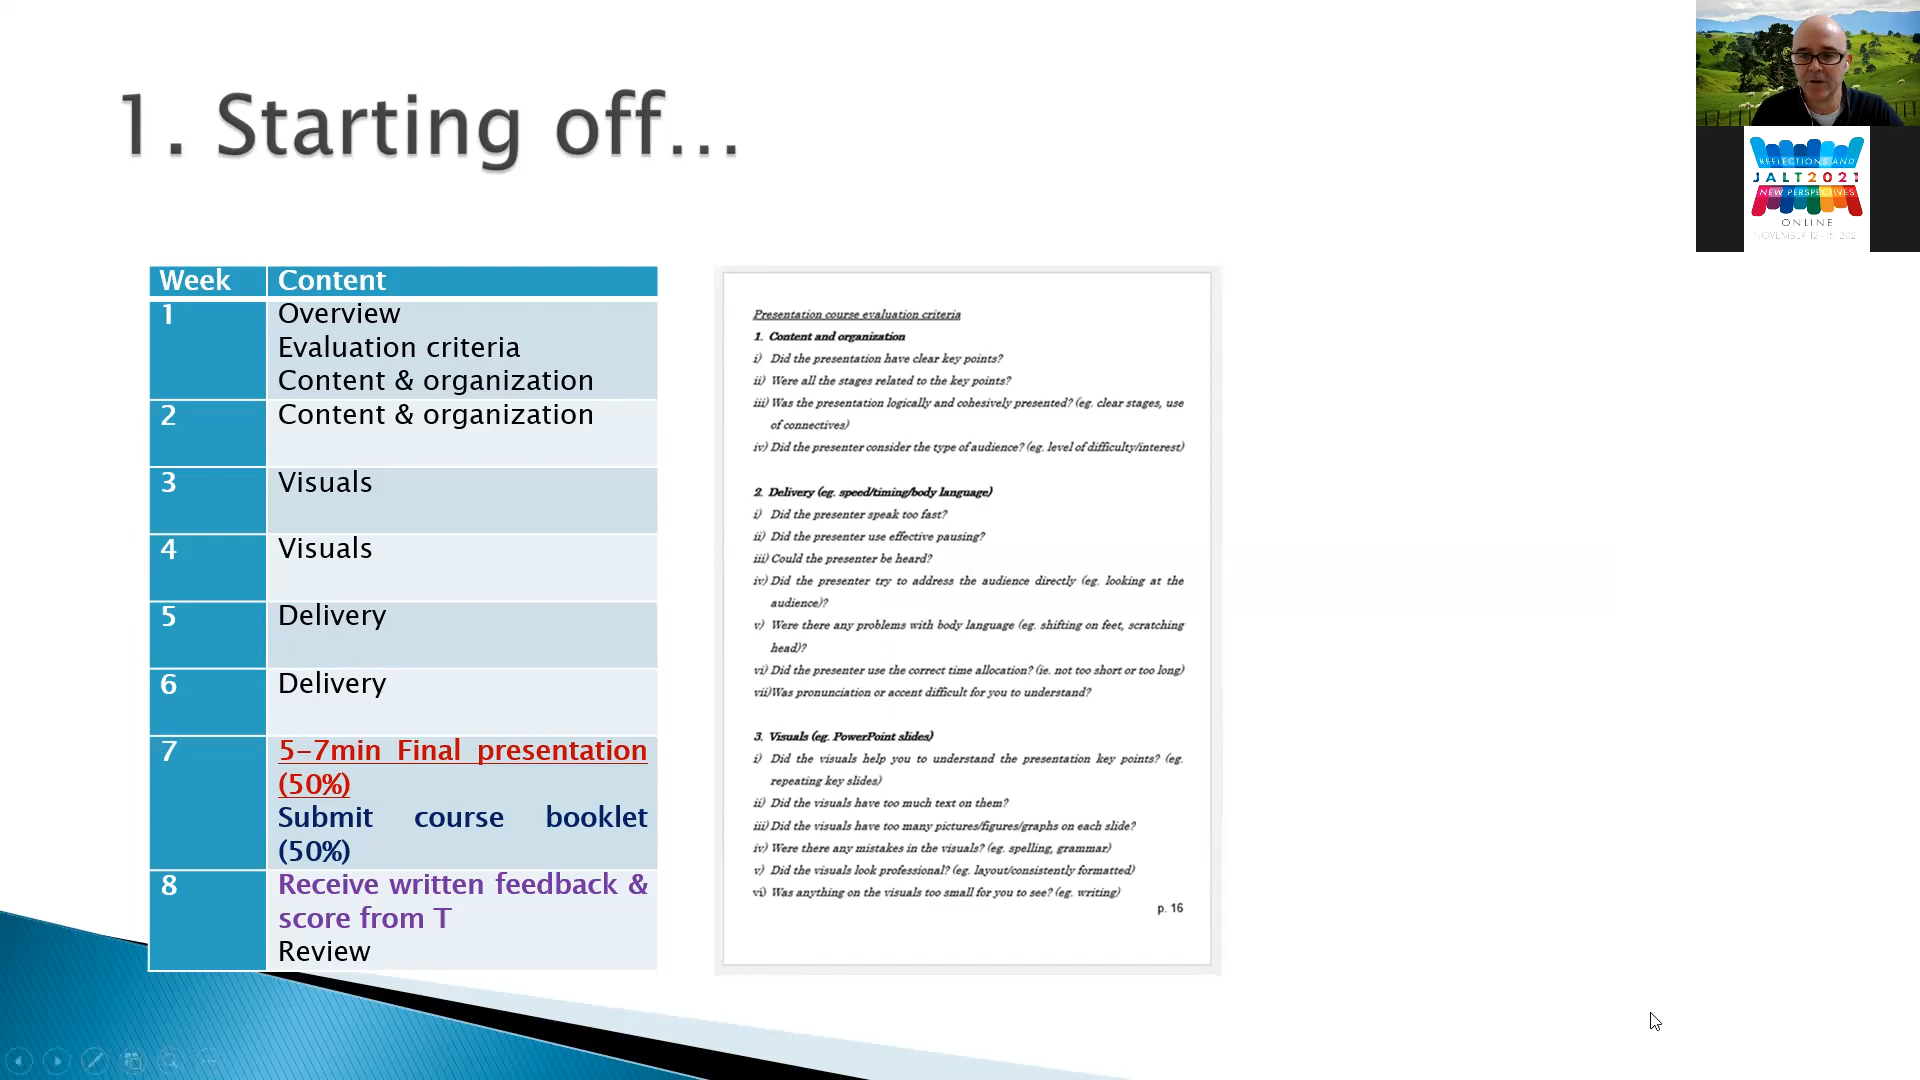 1. Starting off...
Week Content
1 Overview
Evaluation criteria
Content & organization
2 Content & organization
3 Visuals
4 Visuals
5 Delivery
6 Delivery
7 5-7min Final presentation
(50%)
Submit course booklet
(50%)
8 Receive written feedback &
score from T
Review
Presentation course evaluation criteria
1. Content and organization
i) Did the presentation have clear key points?
ii) Were all the stages related to the key points?
iii) Was the presentation logically and cohesively presented? (eg. clear stages, use
of connectives)
iv) Did the presenter consider the type of audience? (eg. level of difficulty/interest)
2. Delivery (eg. speed/timing/body language)
i) Did the presenter speak too fast?
ii) Did the presenter use effective pausing?
iii) Could the presenter be heard?
iv) Did the presenter try to address the audience directly (eg. looking at the
audience)?
v) Were there any problems with body language (eg. shifting on feet, scratching
head)?
vi) Did the presenter use the correct time allocation? (ie. not too short or too long)
vii) Was pronunciation or accent difficult for you to understand?
3. Visuals (eg. PowerPoint slides)
i) Did the visuals help you to understand the presentation key points? (eg.
repeating key slides)
ii) Did the visuals have too much text on them?
iii) Did the visuals have too many pictures/figures/graphs on each slide?
iv) Were there any mistakes in the visuals? (eg. spelling, grammar)
v) Did the visuals look professional? (eg. layout/consistently formatted)
vi) Was anything on the visuals too small for you to see? (eg. writing)
p. 16
REFLECTIONS AND
JALT2021
NEW PERSPECTIVES
ONLINE
NOVEMBER 12